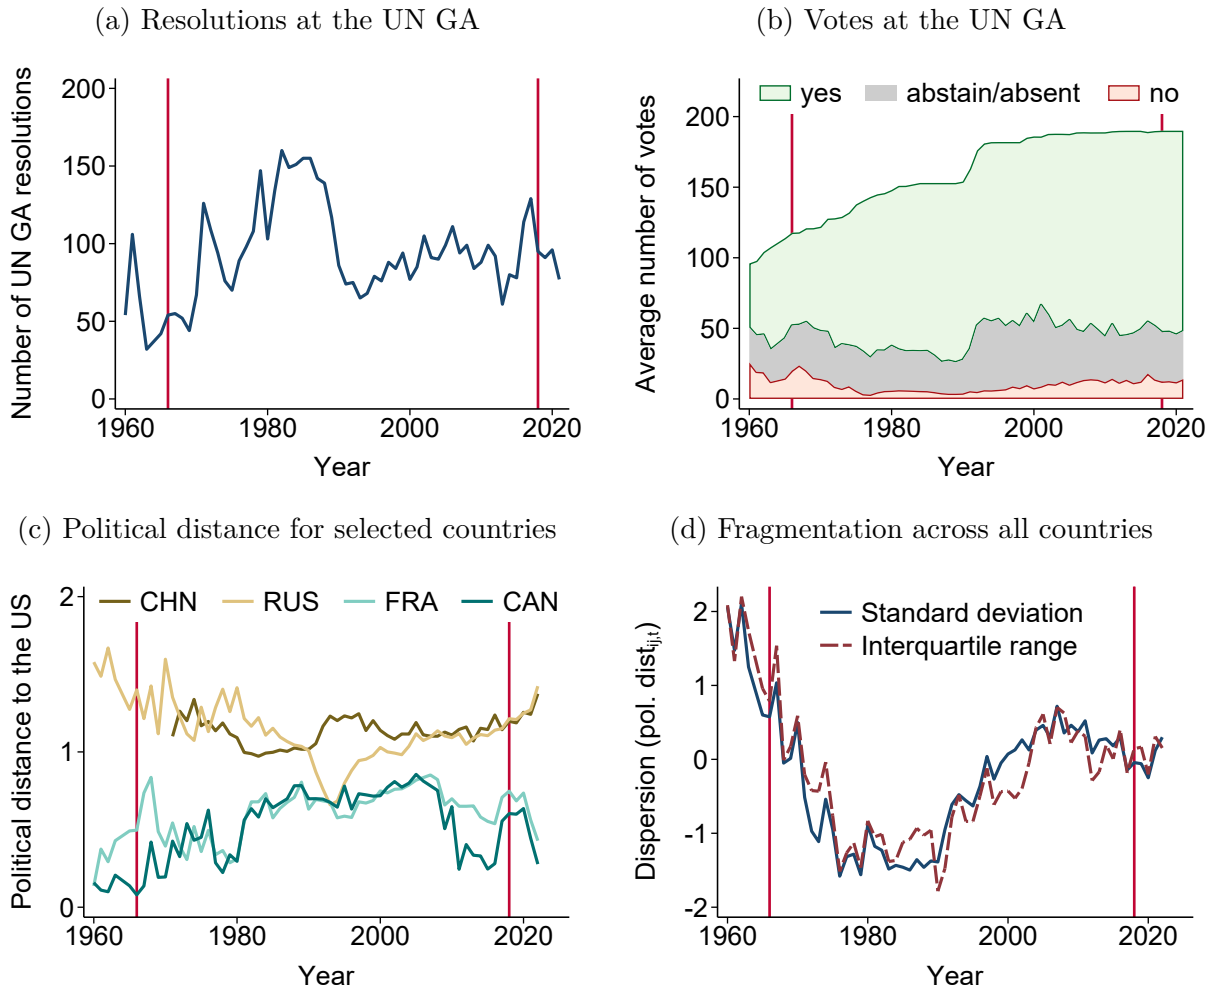 (a) Resolutions at the UN GA
Number of UN GA resolutions
200
150
100
50
0
1960
1980
2000
2020
Year
(b) Votes at the UN GA
Average number of votes
yes
abstain/absent
no
200
150
100
50
0
1960
1980
2000
2020
Year
(c) Political distance for selected countries
Political distance to the US
CHN
RUS
FRA
CAN
2
1
0
1960
1980
2000
2020
Year
(d) Fragmentation across all countries
Dispersion (pol. dist_{ij,t})
Standard deviation
Interquartile range
2
1
0
-1
-2
1960
1980
2000
2020
Year